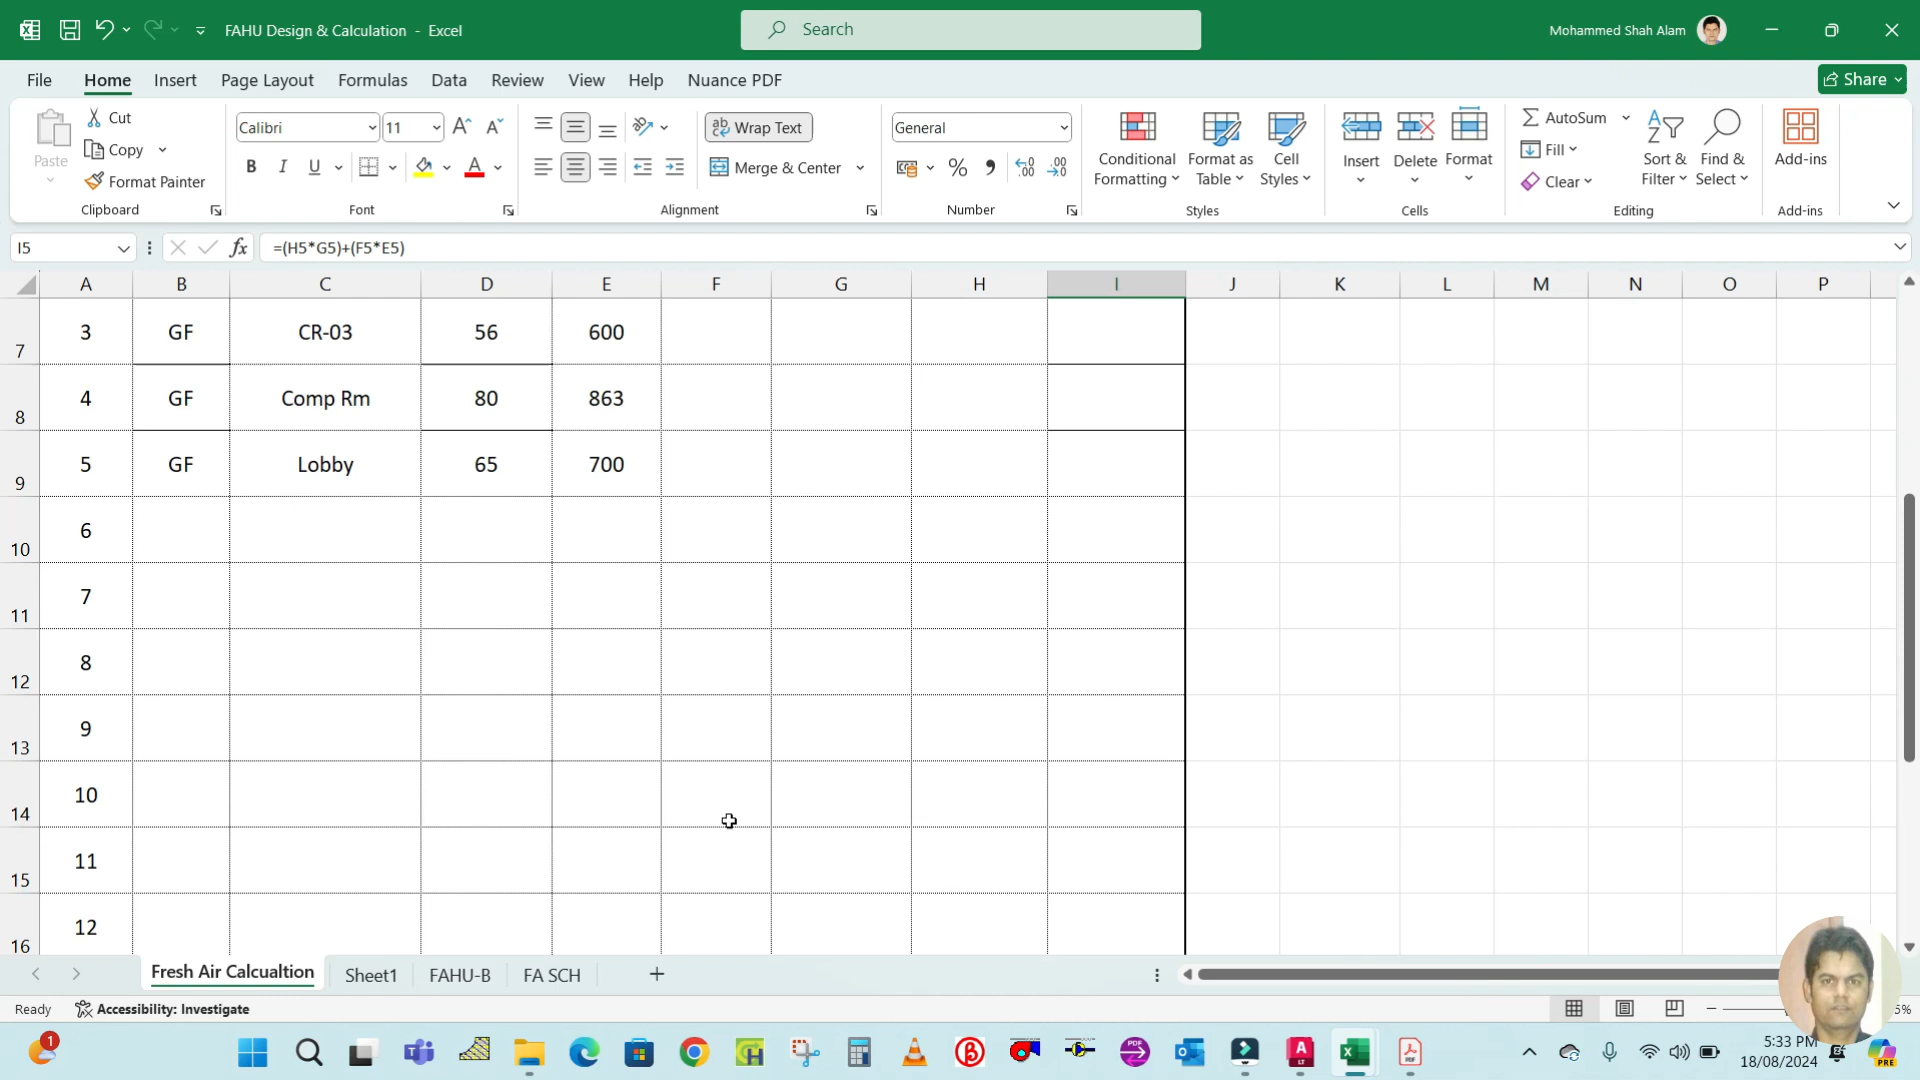 FAHU Design & Calculation - Excel
Search
Mohammed Shah Alam
File Home Insert Page Layout Formulas Data Review View Help Nuance PDF
Share
Paste
Cut
Copy
Format Painter
Clipboard
Calibri 11
B I U
Font
Wrap Text
Merge & Center
Alignment
General
Number
Conditional Formatting
Format as Table
Cell Styles
Styles
Insert
Delete
Format
Cells
AutoSum
Fill
Clear
Sort & Filter
Find & Select
Editing
Add-ins
Add-ins
I5 fx =(H5*G5)+(F5*E5)
A B C D E F G H I J K L M N O P
7 3 GF CR-03 56 600
8 4 GF Comp Rm 80 863
9 5 GF Lobby 65 700
10 6
11 7
12 8
13 9
14 10
15 11
16 12
Fresh Air Calcualtion Sheet1 FAHU-B FA SCH
Ready Accessibility: Investigate
5%
1
PDF
5:33 PM
18/08/2024
PRE